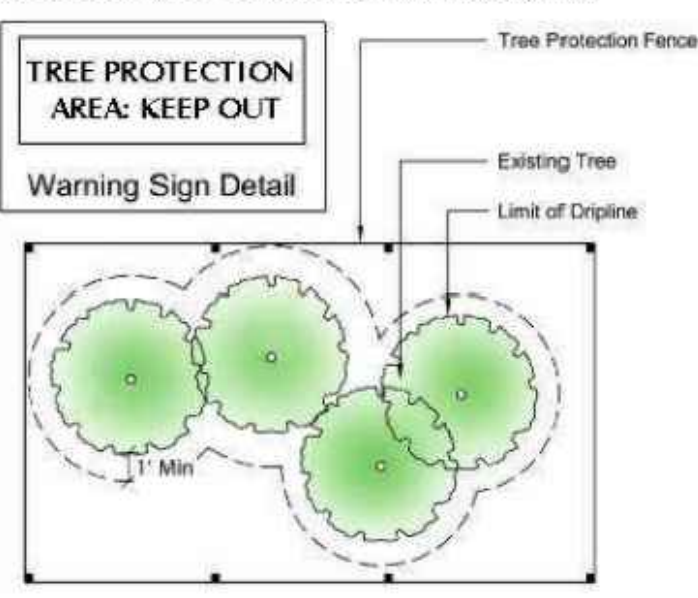 TREE PROTECTION
AREA: KEEP OUT
Warning Sign Detail
Tree Protection Fence
Existing Tree
Limit of Dripline
1' Min